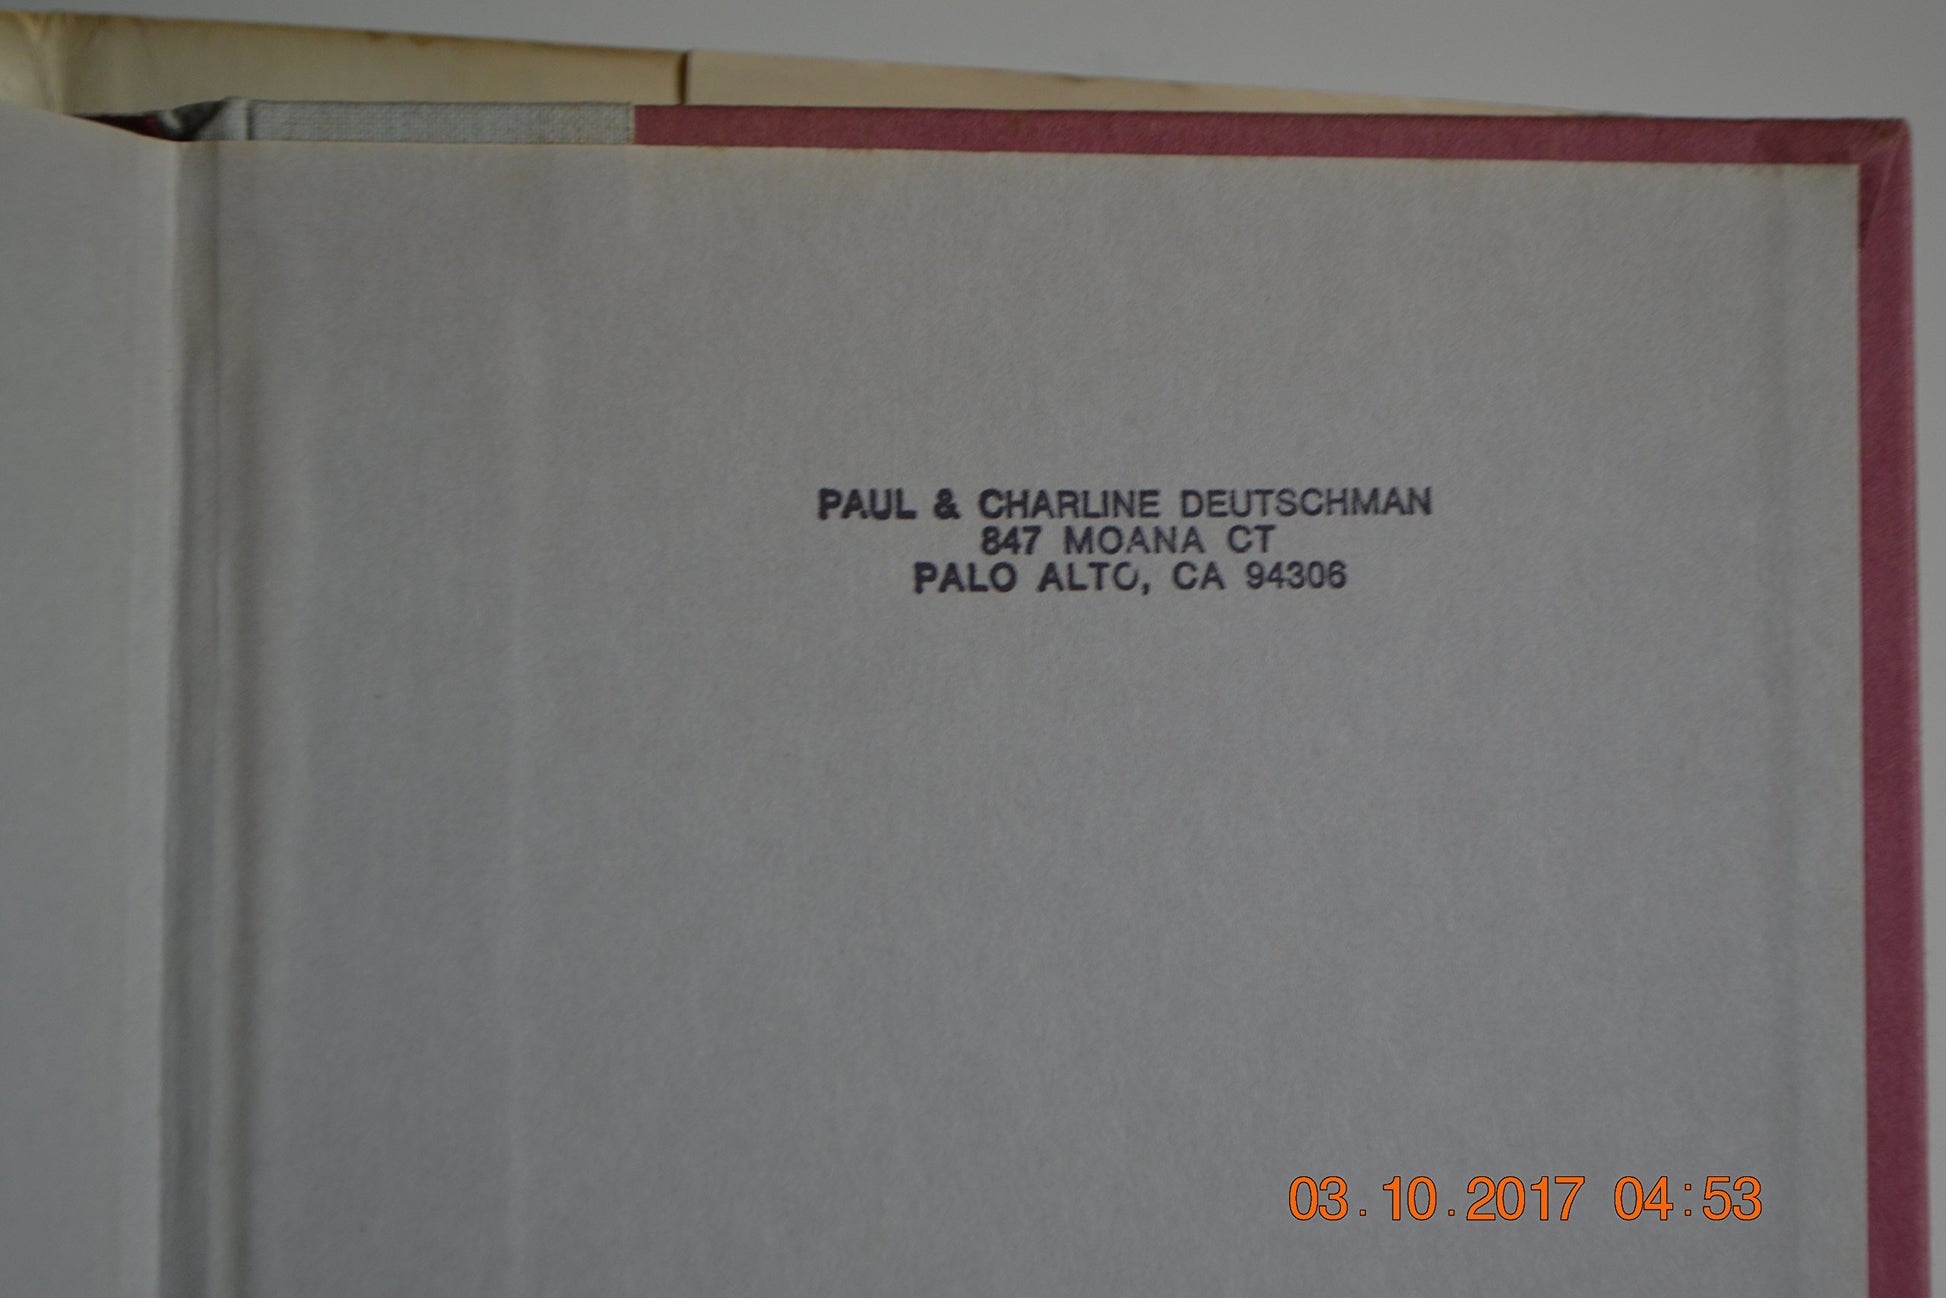 PAUL & CHARLINE DEUTSCHMAN
847 MOANA CT
PALO ALTO, CA 94306
03.10.2017 04:53